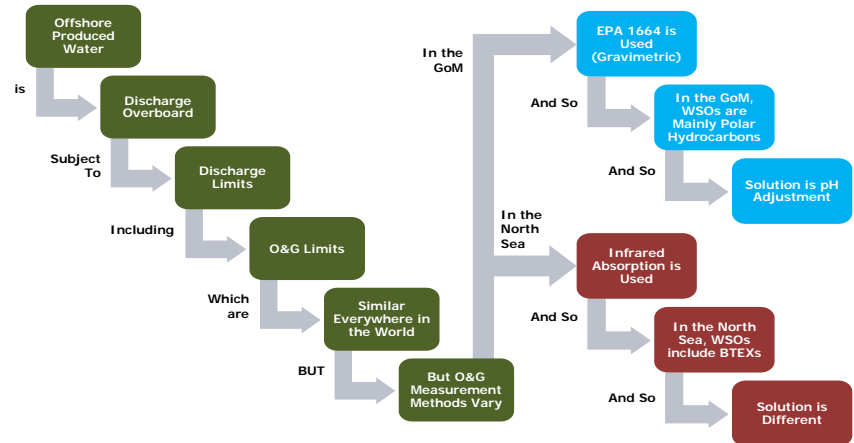 Offshore
Produced
Water
is
Discharge
Overboard
Subject
To
Discharge
Limits
Including
O&G Limits
Which
are
Similar
Everywhere in
the World
BUT
But O&G
Measurement
Methods Vary
In the
GoM
EPA 1664 is
Used
(Gravimetric)
And So
In the GoM,
WSOs are
Mainly Polar
Hydrocarbons
And So
Solution is pH
Adjustment
In the
North
Sea
Infrared
Absorption is
Used
And So
In the North
Sea, WSOs
include BTEXs
And So
Solution is
Different